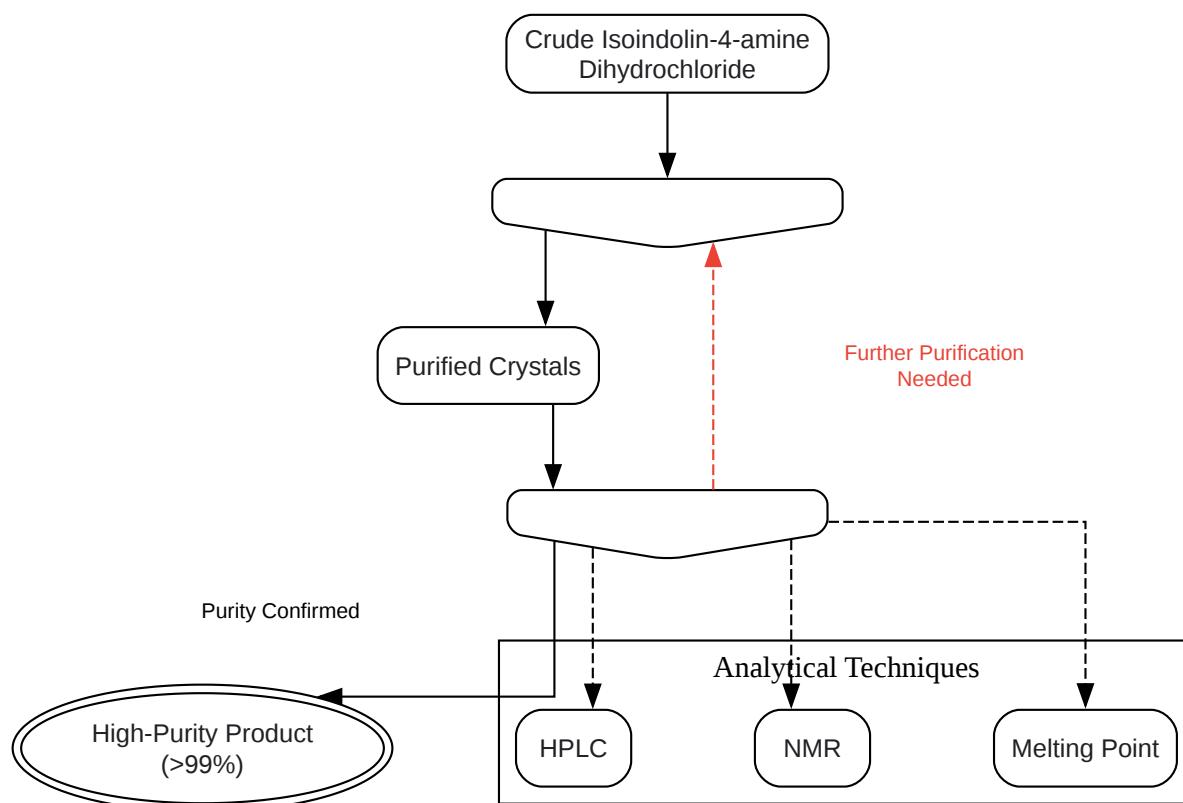 Crude Isoindolin-4-amine
Dihydrochloride
Purified Crystals
Further Purification
Needed
Purity Confirmed
Analytical Techniques
High-Purity Product
(>99%)
HPLC
NMR
Melting Point